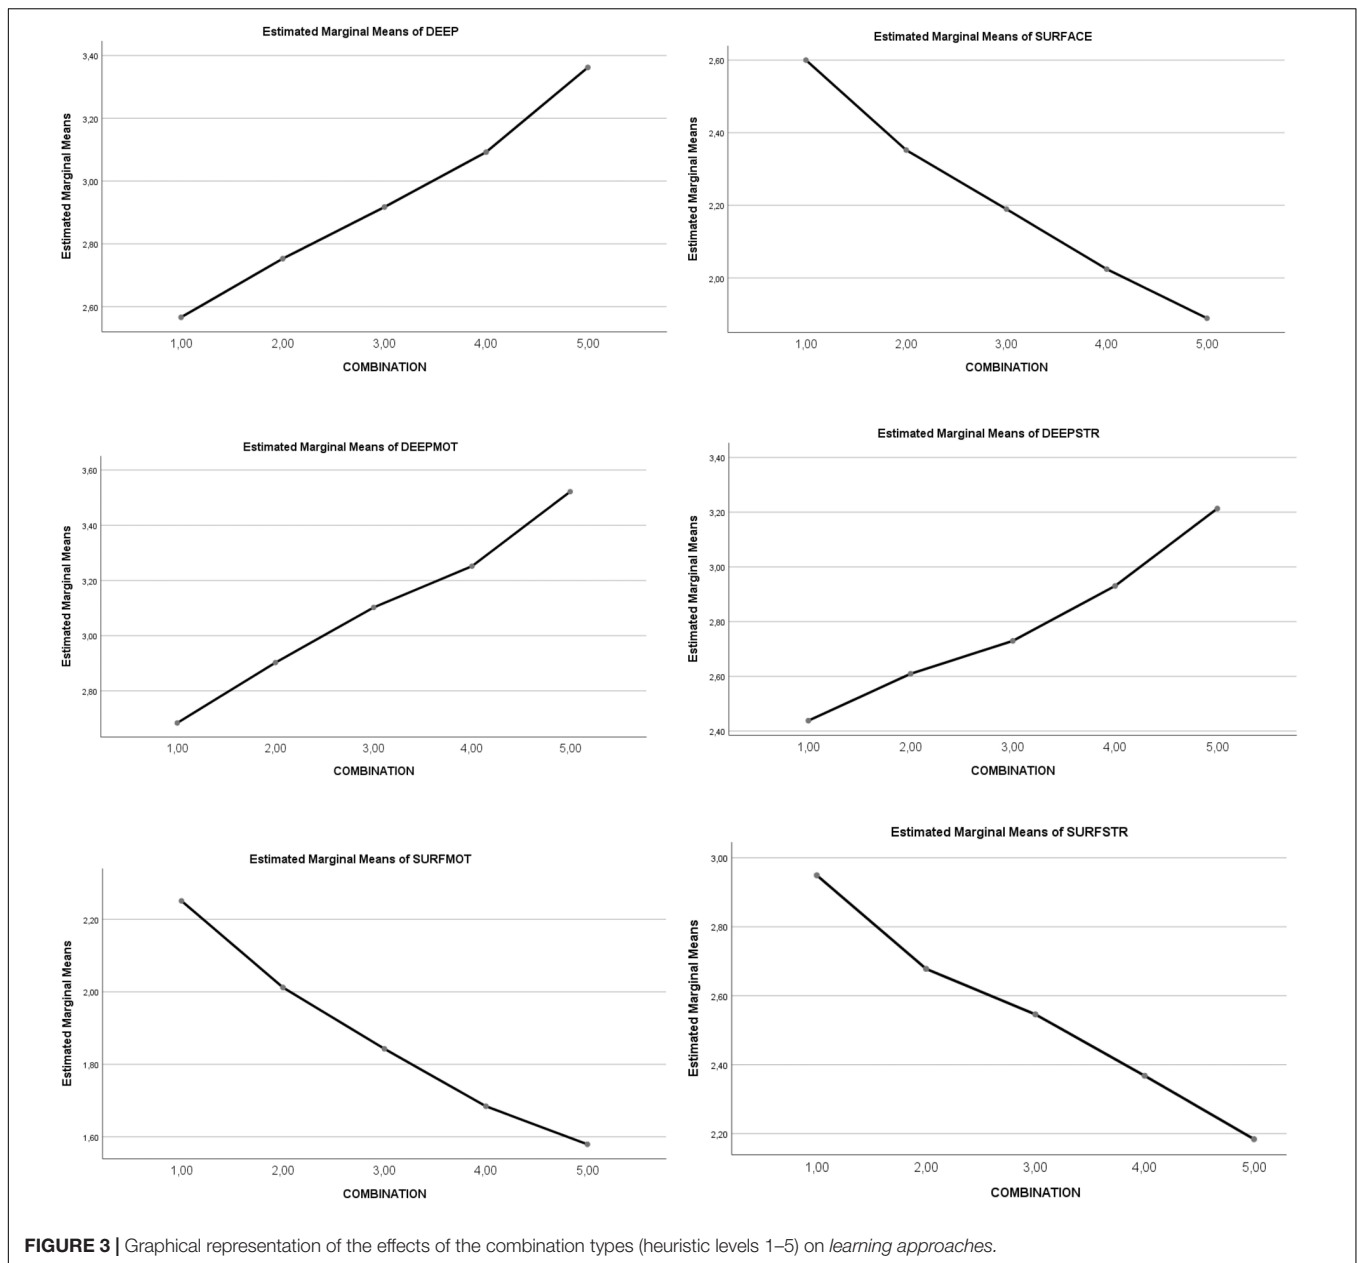 Estimated Marginal Means of DEEP
Estimated Marginal Means
3,40
3,20
3,00
2,80
2,60
1,00 2,00 3,00 4,00 5,00
COMBINATION
Estimated Marginal Means of SURFACE
Estimated Marginal Means
2,60
2,40
2,20
2,00
1,00 2,00 3,00 4,00 5,00
COMBINATION
Estimated Marginal Means of DEEPMOT
Estimated Marginal Means
3,60
3,40
3,20
3,00
2,80
1,00 2,00 3,00 4,00 5,00
COMBINATION
Estimated Marginal Means of DEEPSTR
Estimated Marginal Means
3,40
3,20
3,00
2,80
2,60
2,40
1,00 2,00 3,00 4,00 5,00
COMBINATION
Estimated Marginal Means of SURFMOT
Estimated Marginal Means
2,20
2,00
1,80
1,60
1,00 2,00 3,00 4,00 5,00
COMBINATION
Estimated Marginal Means of SURFSTR
Estimated Marginal Means
3,00
2,80
2,60
2,40
2,20
1,00 2,00 3,00 4,00 5,00
COMBINATION
FIGURE 3 | Graphical representation of the effects of the combination types (heuristic levels 1–5) on learning approaches.